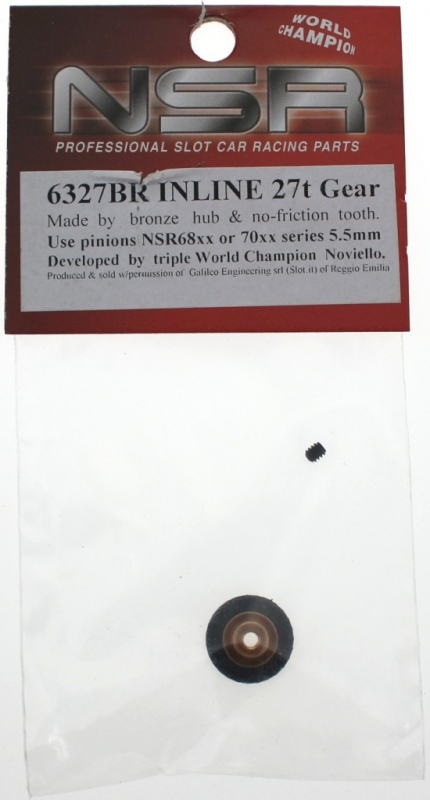 WORLD
CHAMPION
NSR
PROFESSIONAL SLOT CAR RACING PARTS
6327BR INLINE 27t Gear
Made by bronze hub & no-friction tooth.
Use pinions NSR68xx or 70xx series 5.5mm
Developed by triple World Champion Noviello.
Produced & sold w/permission of Galileo Engineering srl (Slot.it) of Reggio Emilia